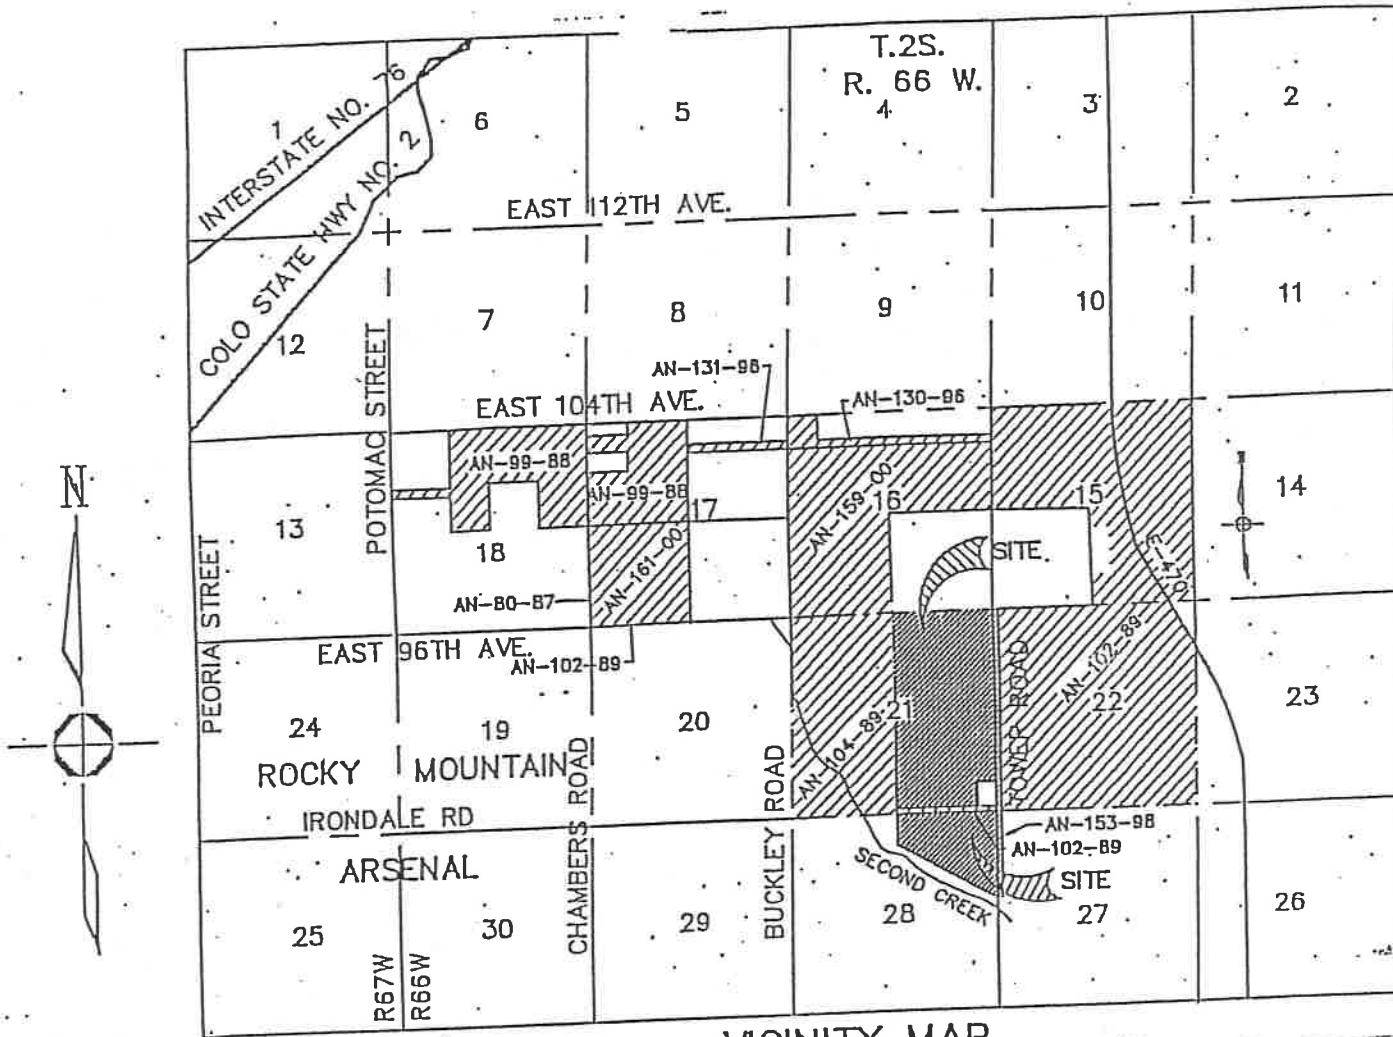 T.2S.
R. 66 W.
1
6
5
4
3
2
INTERSTATE NO. 76
COLO STATE HWY NO. 2
EAST 112TH AVE.
12
7
8
9
10
11
POTOMAC STREET
AN-131-98
AN-130-96
EAST 104TH AVE.
N
AN-99-88
AN-99-88
13
18
17
16
15
14
AN-159-00
AN-161-00
SITE
E-470
AN-80-87
PEORIA STREET
EAST 96TH AVE.
AN-102-89
TOWER ROAD
AN-102-89
24
19
20
21
22
23
AN-104-89
ROCKY MOUNTAIN
CHAMBERS ROAD
BUCKLEY ROAD
IRONDALE RD
AN-153-98
AN-102-89
ARSENAL
SECOND CREEK
SITE
25
30
29
28
27
26
R67W
R66W
VICINITY MAP